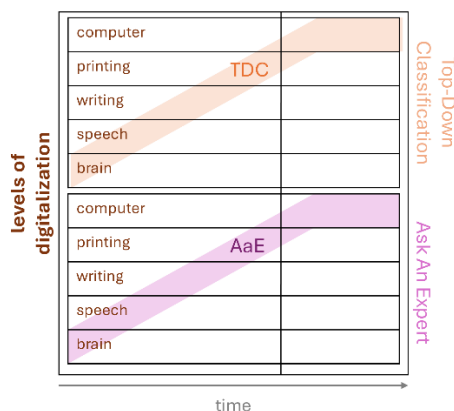 computer
printing
TDC
writing
speech
brain
Top-Down
Classification
levels of
digitalization
computer
printing
AaE
writing
speech
brain
Ask An Expert
time